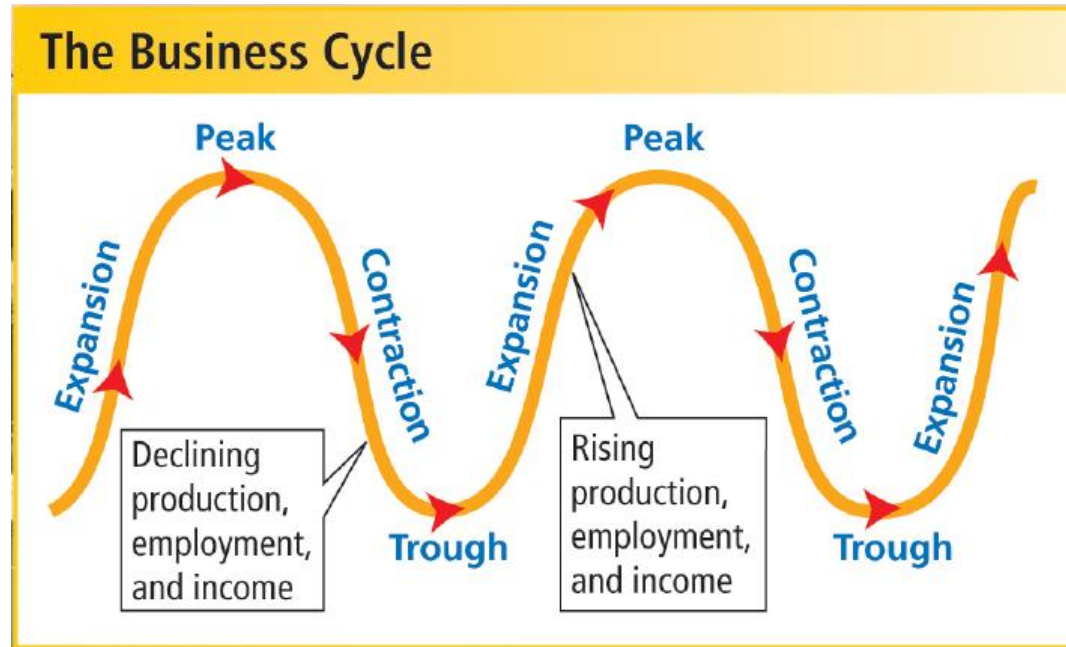 The Business Cycle
Peak
Peak
Expansion
Contraction
Expansion
Contraction
Expansion
Declining
production,
employment,
and income
Trough
Rising
production,
employment,
and income
Trough